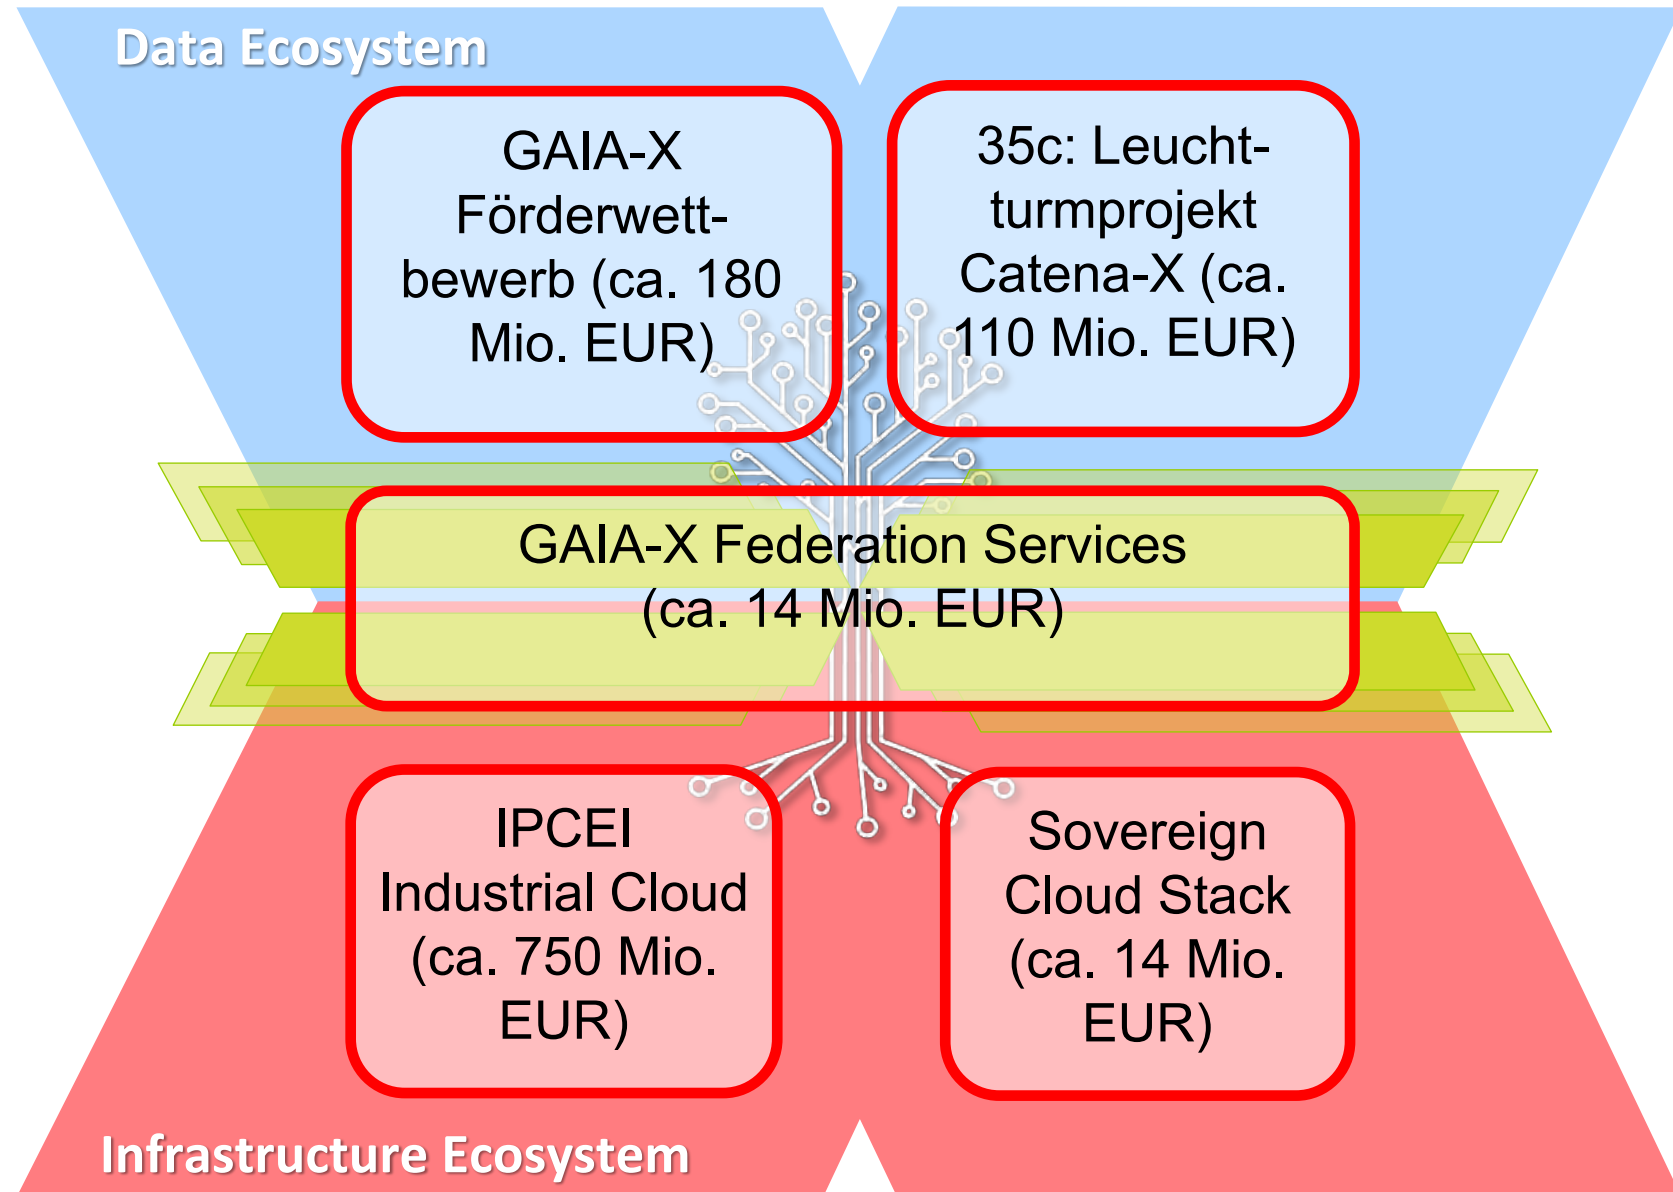 Data Ecosystem
GAIA-X
Förderwett-
bewerb (ca. 180
Mio. EUR)
35c: Leucht-
turmprojekt
Catena-X (ca.
110 Mio. EUR)
GAIA-X Federation Services
(ca. 14 Mio. EUR)
IPCEI
Industrial Cloud
(ca. 750 Mio.
EUR)
Sovereign
Cloud Stack
(ca. 14 Mio.
EUR)
Infrastructure Ecosystem